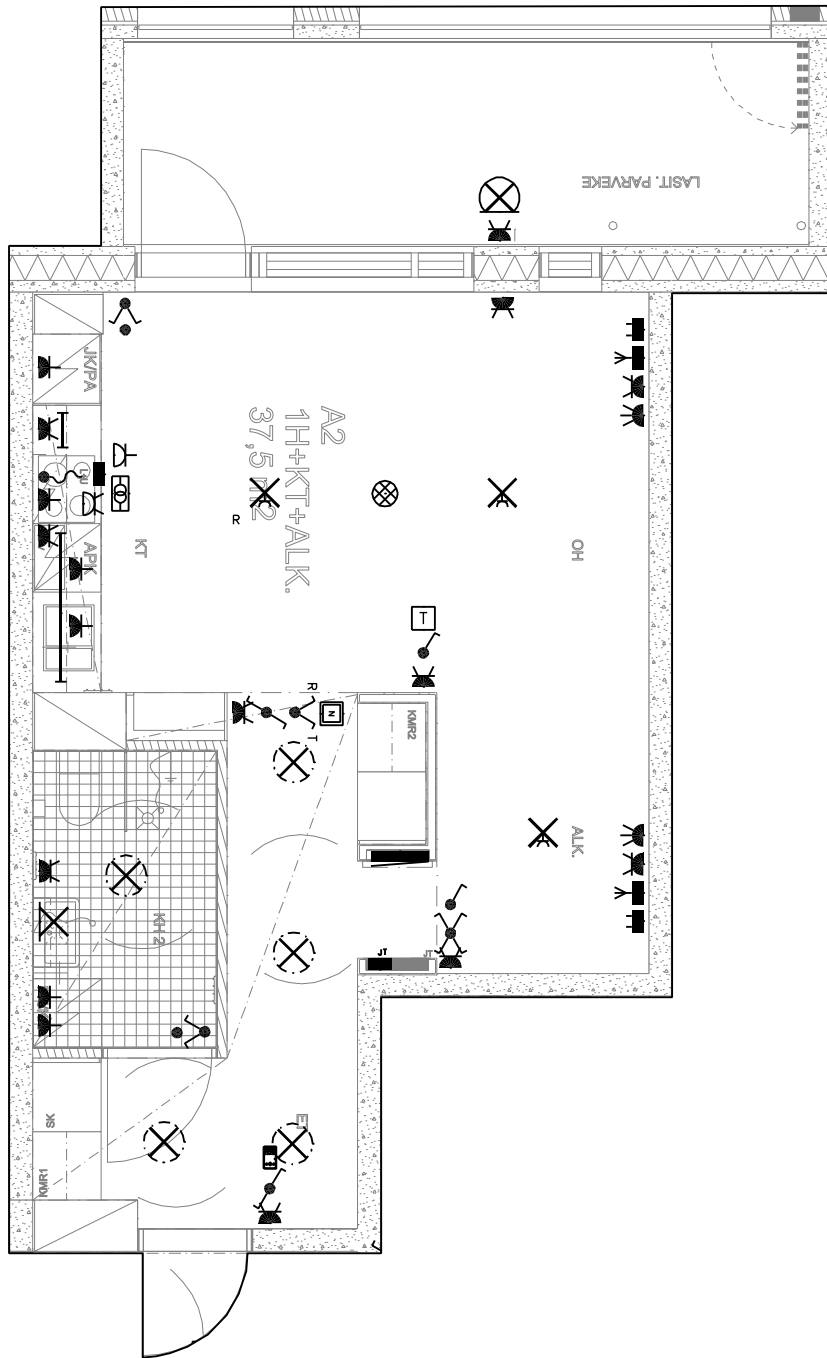 LASIT. PARVEKE
JK/PA
A2
1H+KT+ALK.
37,5 m2
LIU
R
KT
APK
OH
T
R
N
T
KMR2
ALK.
KH 2
JT
JT
SK
ET
KMR1